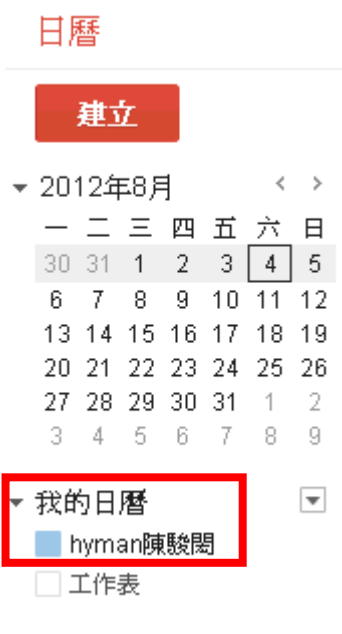 日曆
建立
2012年8月
一 二 三 四 五 六 日
30 31 1 2 3 4 5
6 7 8 9 10 11 12
13 14 15 16 17 18 19
20 21 22 23 24 25 26
27 28 29 30 31 1 2
3 4 5 6 7 8 9
我的日曆
hyman陳駿閎
工作表